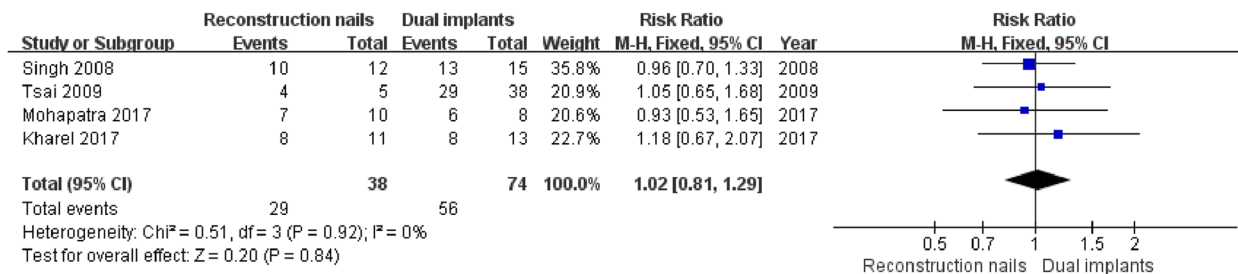 Reconstruction nails Dual implants Risk Ratio Risk Ratio
Study or Subgroup Events Total Events Total Weight M-H, Fixed, 95% CI Year M-H, Fixed, 95% CI
Singh 2008 10 12 13 15 35.8% 0.96 [0.70, 1.33] 2008
Tsai 2009 4 5 29 38 20.9% 1.05 [0.65, 1.68] 2009
Mohapatra 2017 7 10 6 8 20.6% 0.93 [0.53, 1.65] 2017
Kharel 2017 8 11 8 13 22.7% 1.18 [0.67, 2.07] 2017
Total (95% CI) 38 74 100.0% 1.02 [0.81, 1.29]
Total events 29 56
Heterogeneity: Chi² = 0.51, df = 3 (P = 0.92); I² = 0%
Test for overall effect: Z = 0.20 (P = 0.84)
0.5 0.7 1 1.5 2
Reconstruction nails Dual implants